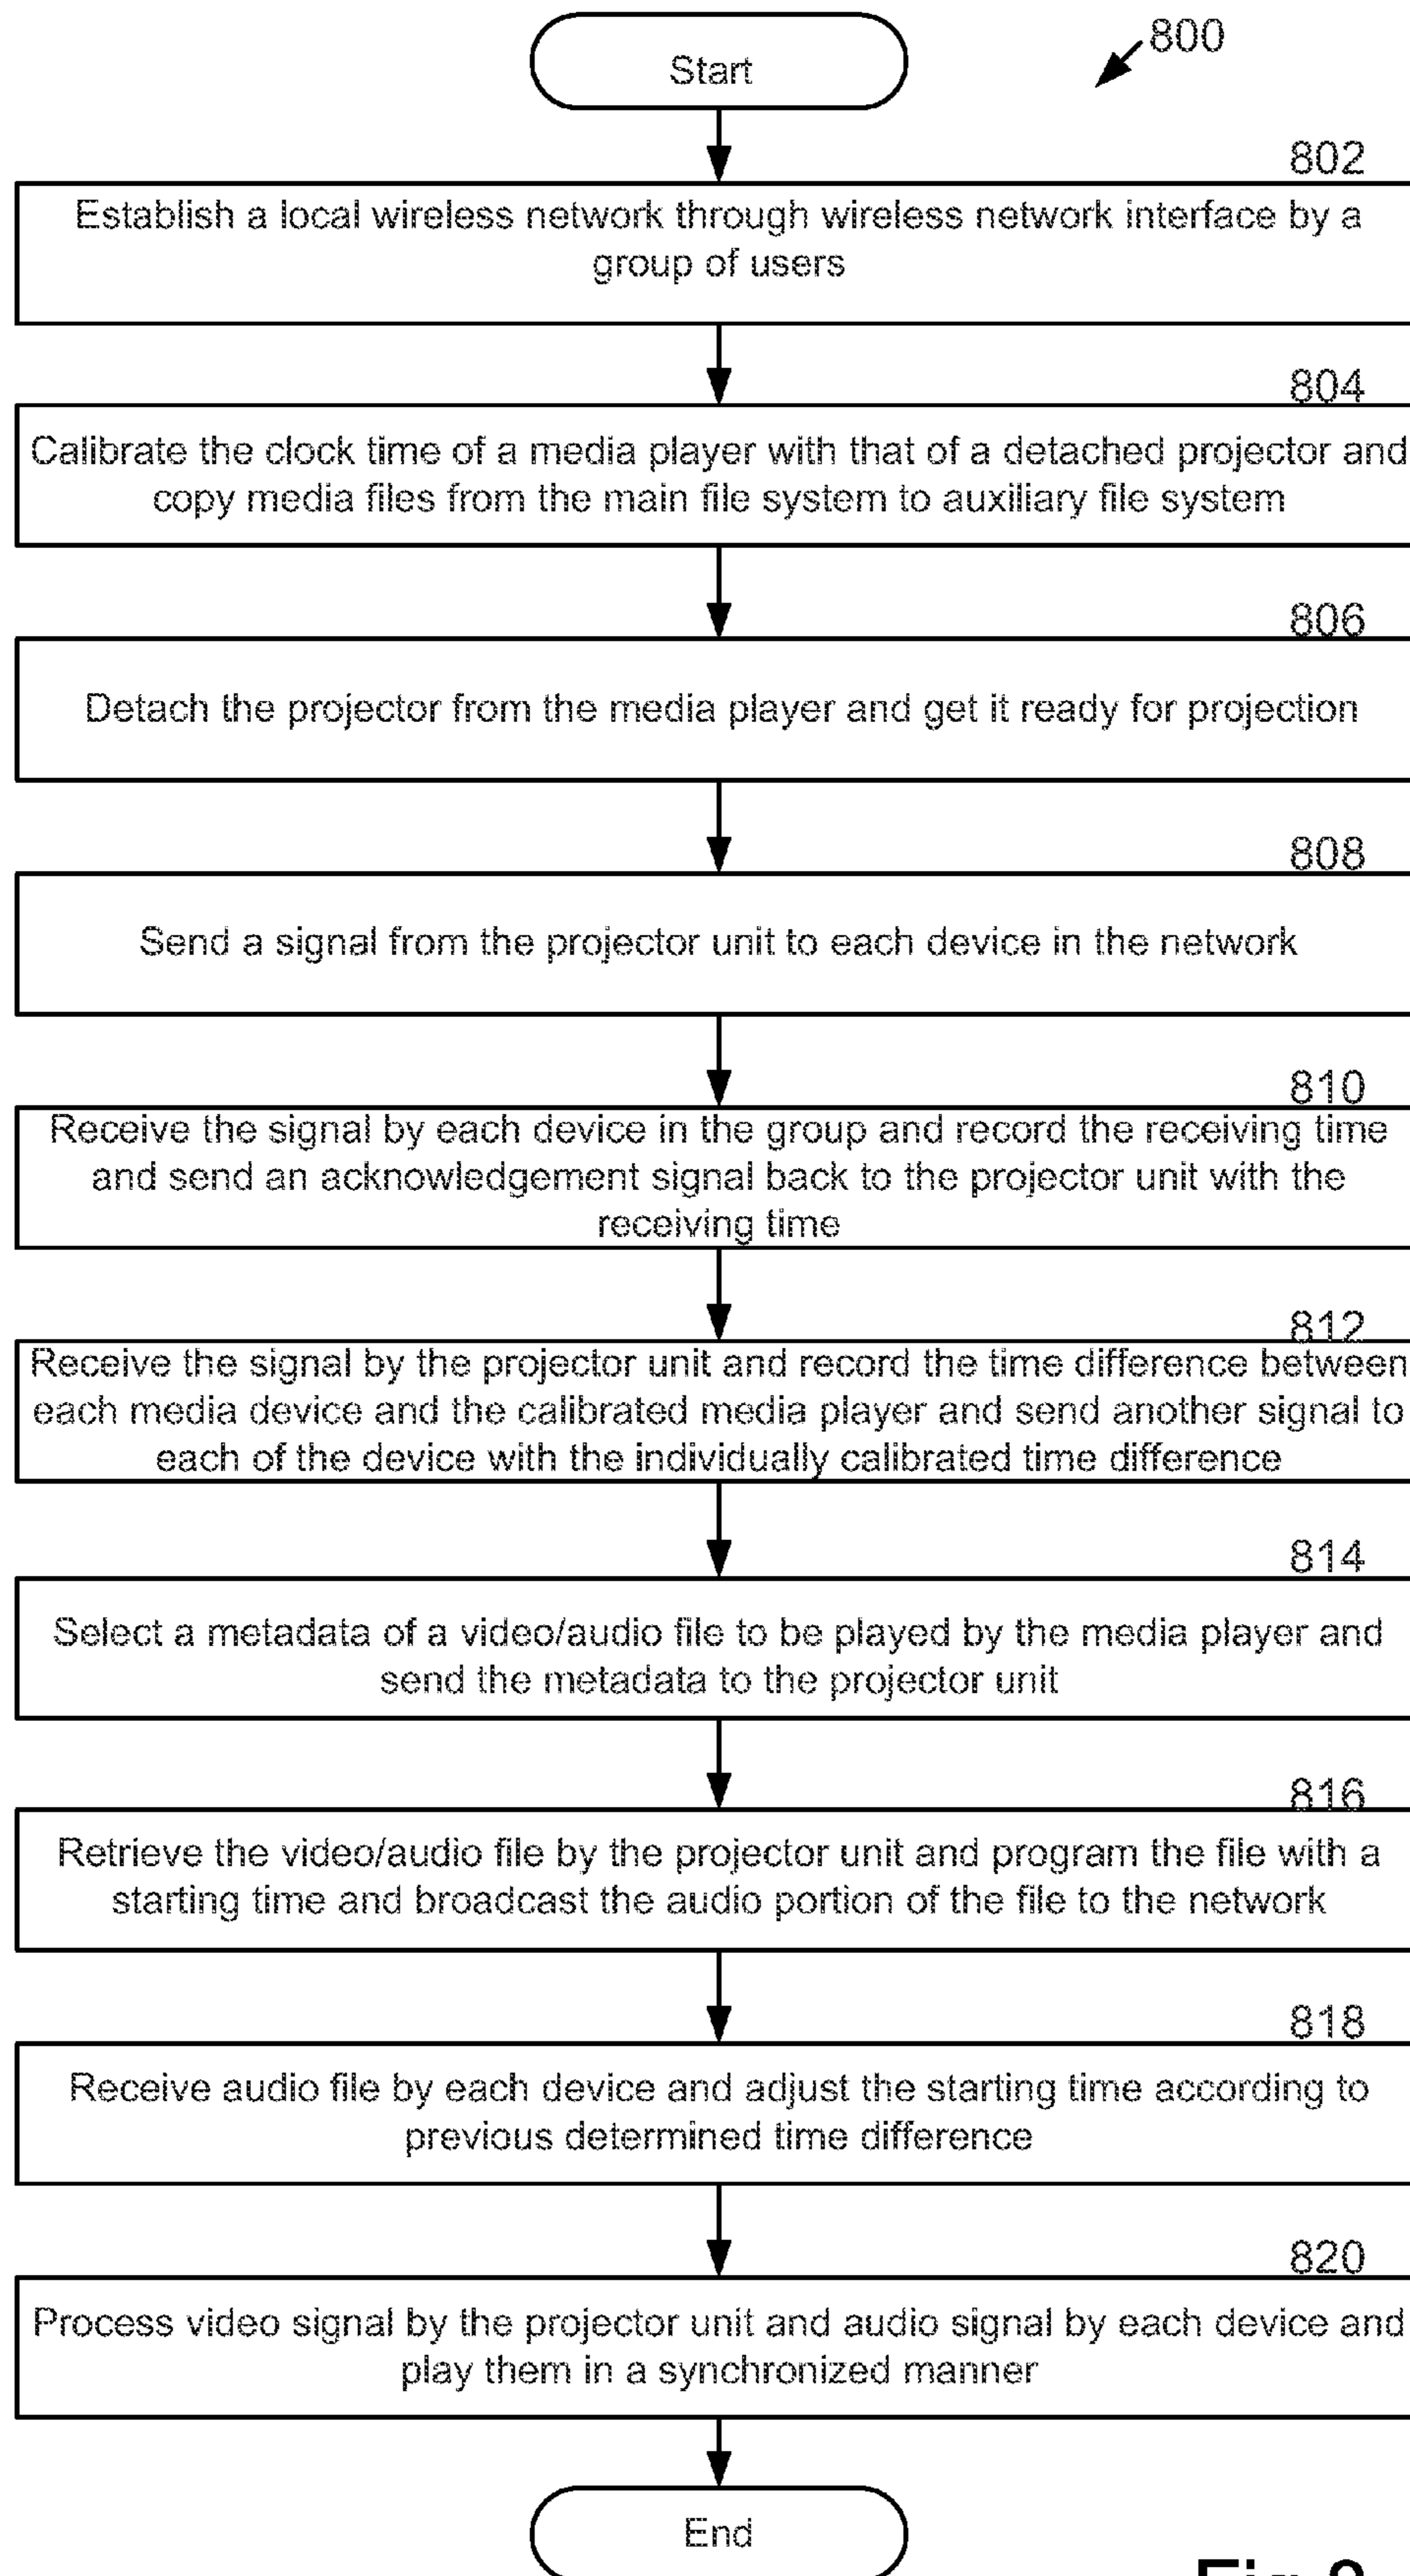 Start
800
802
Establish a local wireless network through wireless network interface by a
group of users
804
Calibrate the clock time of a media player with that of a detached projector and
copy media files from the main file system to auxiliary file system
806
Detach the projector from the media player and get it ready for projection
808
Send a signal from the projector unit to each device in the network
810
Receive the signal by each device in the group and record the receiving time
and send an acknowledgement signal back to the projector unit with the
receiving time
812
Receive the signal by the projector unit and record the time difference between
each media device and the calibrated media player and send another signal to
each of the device with the individually calibrated time difference
814
Select a metadata of a video/audio file to be played by the media player and
send the metadata to the projector unit
816
Retrieve the video/audio file by the projector unit and program the file with a
starting time and broadcast the audio portion of the file to the network
818
Receive audio file by each device and adjust the starting time according to
previous determined time difference
820
Process video signal by the projector unit and audio signal by each device and
play them in a synchronized manner
End